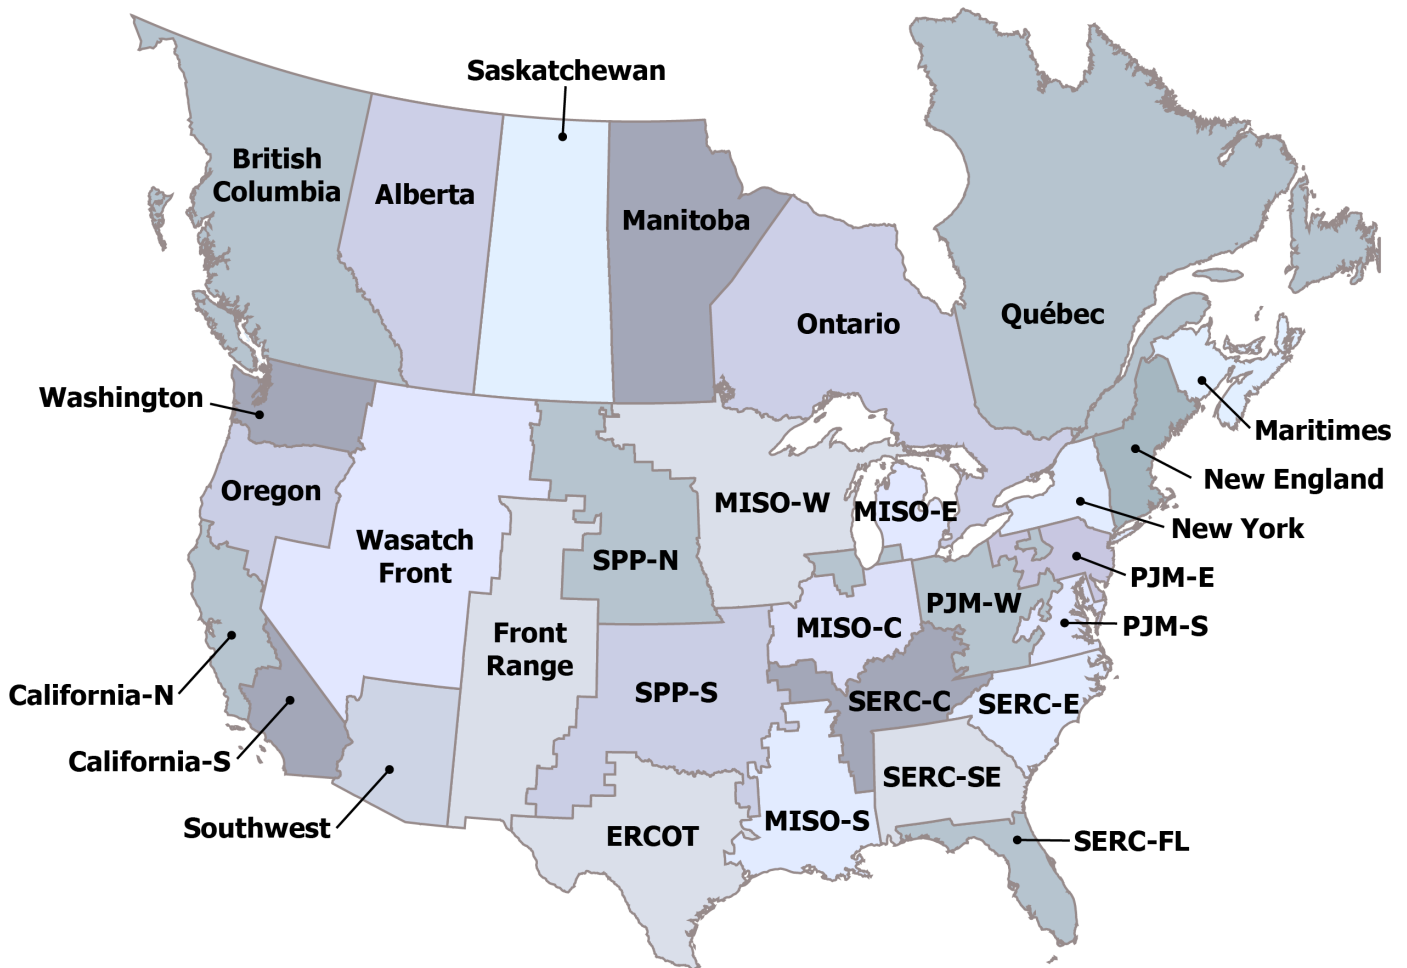 Saskatchewan
British
Columbia
Alberta
Manitoba
Ontario
Québec
Washington
Maritimes
New England
New York
Oregon
MISO-W
MISO-E
Wasatch
Front
SPP-N
PJM-E
PJM-W
PJM-S
MISO-C
Front
Range
California-N
SPP-S
SERC-C
SERC-E
California-S
SERC-SE
Southwest
MISO-S
ERCOT
SERC-FL